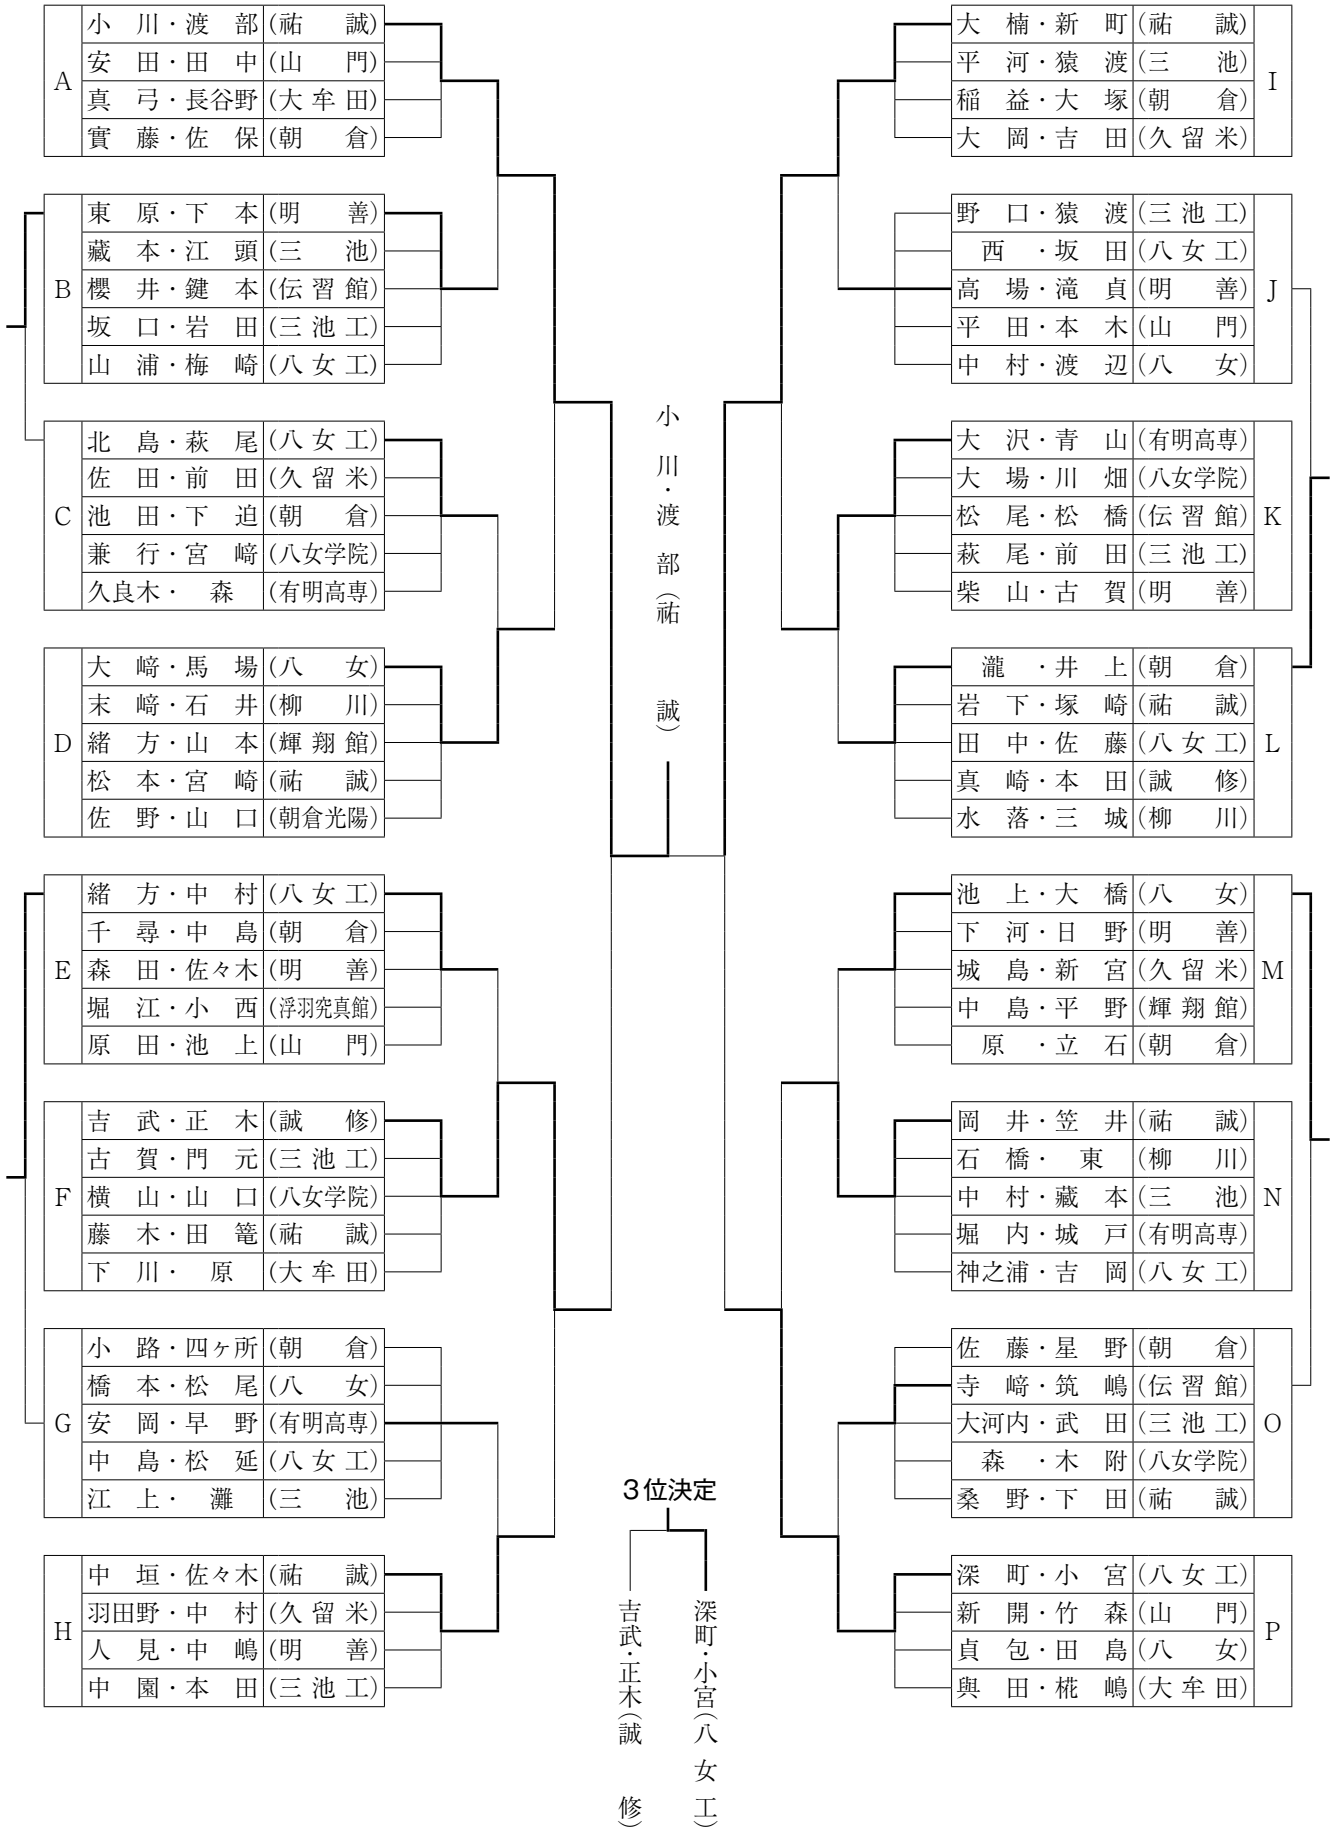 A
小川・渡部(祐誠)
安田・田中(山門)
真弓・長谷野(大牟田)
實藤・佐保(朝倉)
B
東原・下本(明善)
藏本・江頭(三池)
櫻井・鍵本(伝習館)
坂口・岩田(三池工)
山浦・梅崎(八女工)
C
北島・萩尾(八女工)
佐田・前田(久留米)
池田・下迫(朝倉)
兼行・宮﨑(八女学院)
久良木・森(有明高専)
D
大﨑・馬場(八女)
末﨑・石井(柳川)
緒方・山本(輝翔館)
松本・宮崎(祐誠)
佐野・山口(朝倉光陽)
E
緒方・中村(八女工)
千尋・中島(朝倉)
森田・佐々木(明善)
堀江・小西(浮羽究真館)
原田・池上(山門)
F
吉武・正木(誠修)
古賀・門元(三池工)
横山・山口(八女学院)
藤木・田篭(祐誠)
下川・原(大牟田)
G
小路・四ヶ所(朝倉)
橋本・松尾(八女)
安岡・早野(有明高専)
中島・松延(八女工)
江上・灘(三池)
H
中垣・佐々木(祐誠)
羽田野・中村(久留米)
人見・中嶋(明善)
中園・本田(三池工)
小川・渡部(祐誠)
3位決定
吉武・正木(誠修)
深町・小宮(八女工)
I
大楠・新町(祐誠)
平河・猿渡(三池)
稲益・大塚(朝倉)
大岡・吉田(久留米)
J
野口・猿渡(三池工)
西・坂田(八女工)
高場・滝貞(明善)
平田・本木(山門)
中村・渡辺(八女)
K
大沢・青山(有明高専)
大場・川畑(八女学院)
松尾・松橋(伝習館)
萩尾・前田(三池工)
柴山・古賀(明善)
L
瀧・井上(朝倉)
岩下・塚崎(祐誠)
田中・佐藤(八女工)
真崎・本田(誠修)
水落・三城(柳川)
M
池上・大橋(八女)
下河・日野(明善)
城島・新宮(久留米)
中島・平野(輝翔館)
原・立石(朝倉)
N
岡井・笠井(祐誠)
石橋・東(柳川)
中村・藏本(三池)
堀内・城戸(有明高専)
神之浦・吉岡(八女工)
O
佐藤・星野(朝倉)
寺﨑・筑嶋(伝習館)
大河内・武田(三池工)
森・木附(八女学院)
桑野・下田(祐誠)
P
深町・小宮(八女工)
新開・竹森(山門)
貞包・田島(八女)
與田・椛嶋(大牟田)